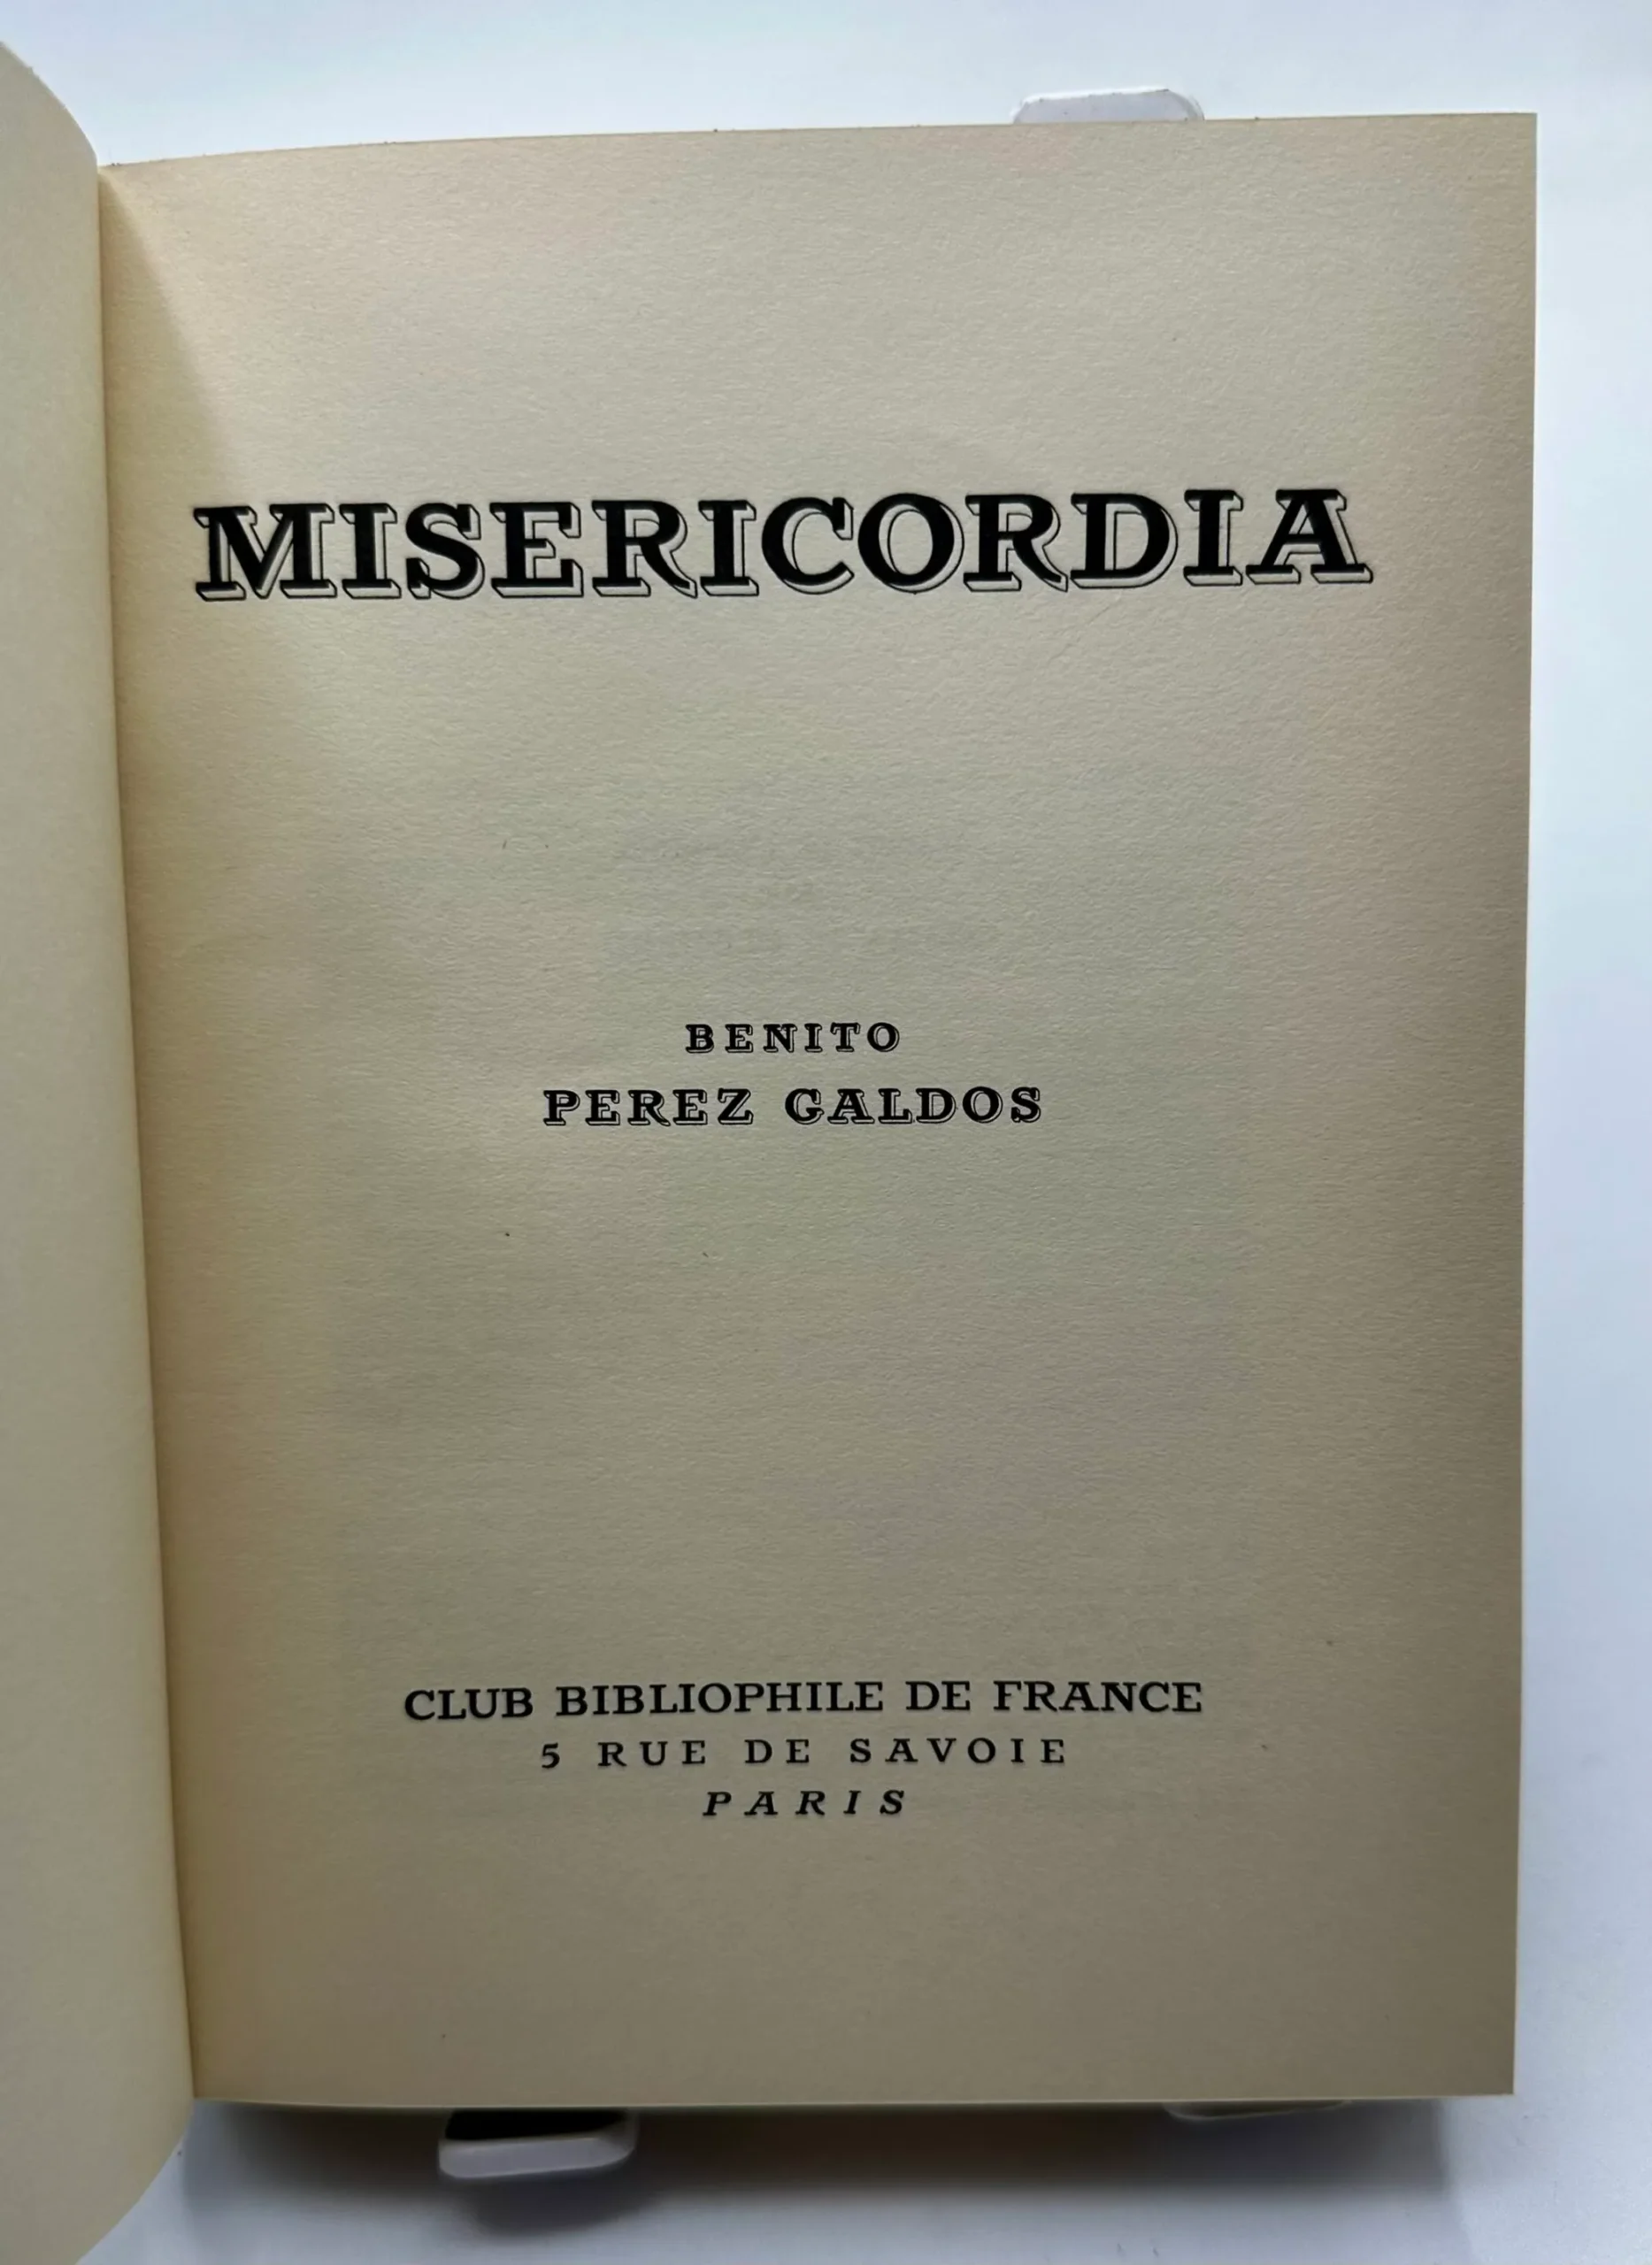 MISERICORDIA
BENITO
PEREZ GALDOS
CLUB BIBLIOPHILE DE FRANCE
5 RUE DE SAVOIE
PARIS